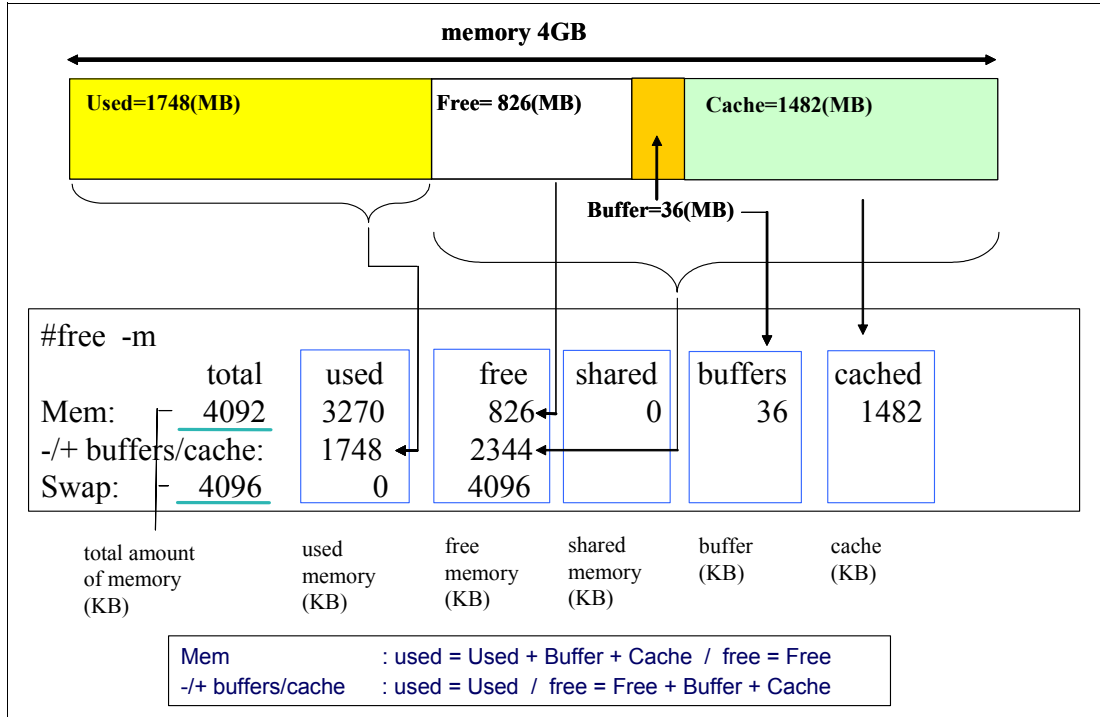 memory 4GB
Used=1748(MB) Free= 826(MB) Cache=1482(MB)
Buffer=36(MB)
#free -m
total used free shared buffers cached
Mem: 4092 3270 826 0 36 1482
-/+ buffers/cache: 1748 2344
Swap: 4096 0 4096
total amount of memory (KB)
used memory (KB)
free memory (KB)
shared memory (KB)
buffer (KB)
cache (KB)
Mem : used = Used + Buffer + Cache / free = Free
-/+ buffers/cache : used = Used / free = Free + Buffer + Cache